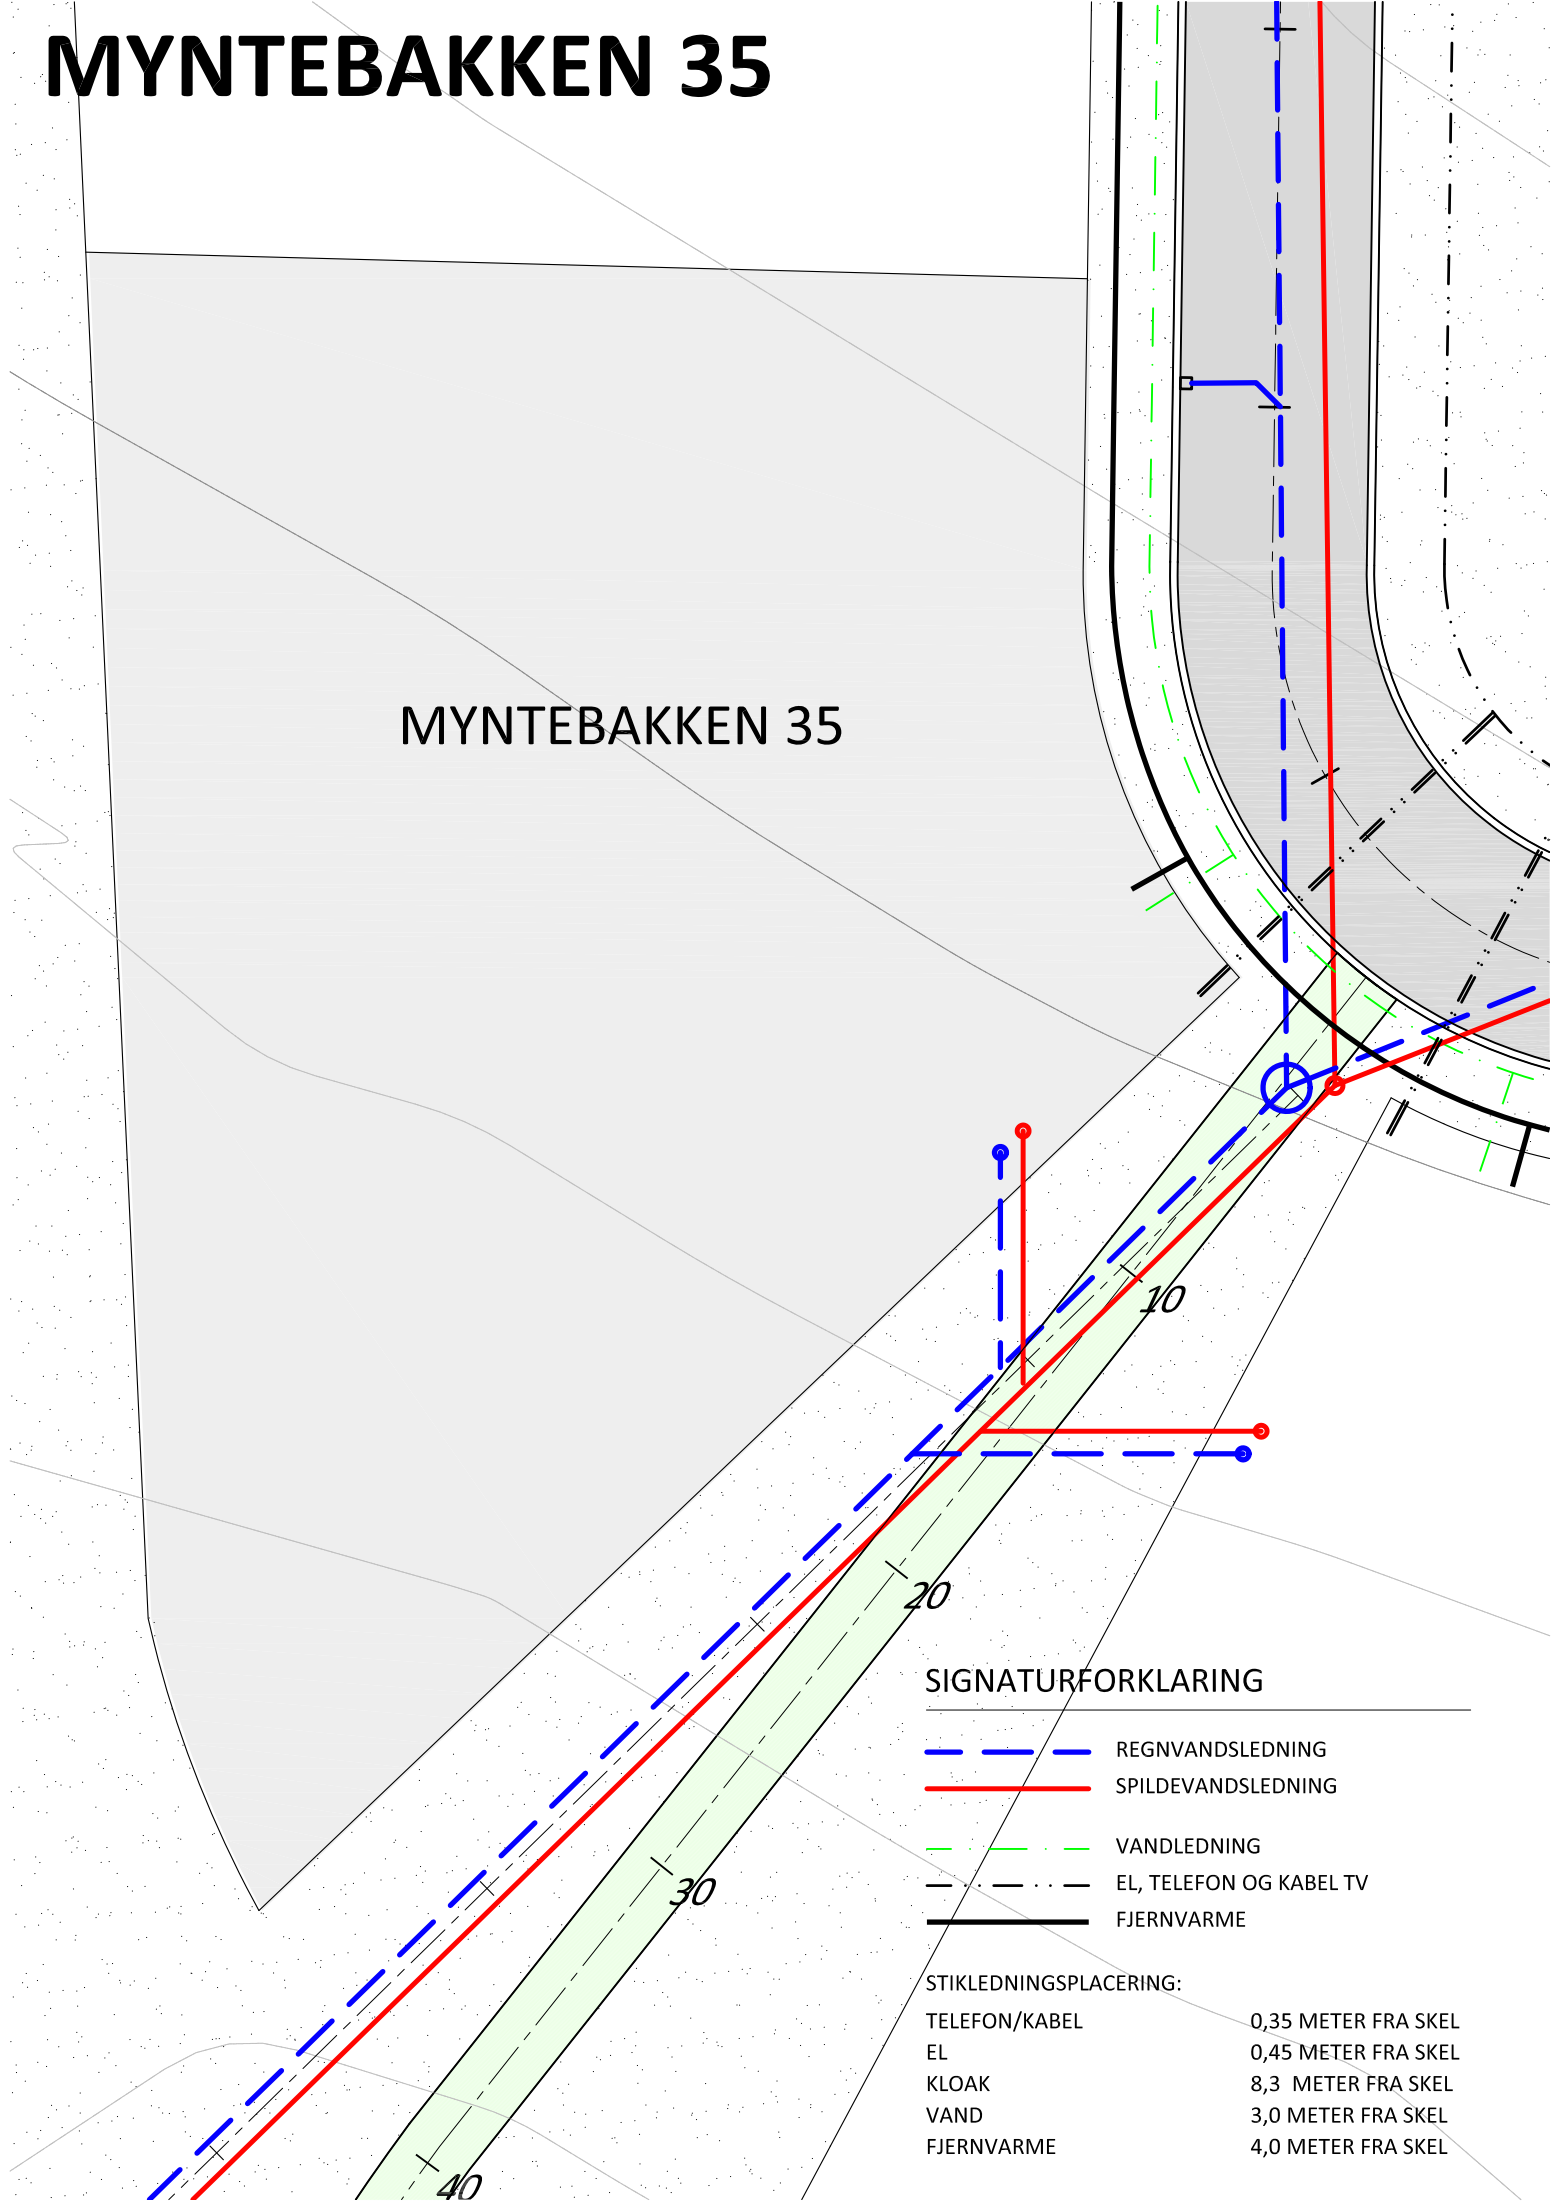 MYNTEBAKKEN 35
MYNTEBAKKEN 35
10
20
30
40
SIGNATURFORKLARING
REGNVANDSLEDNING
SPILDEVANDSLEDNING
VANDLEDNING
EL, TELEFON OG KABEL TV
FJERNVARME
STIKLEDNINGSPLACERING:
TELEFON/KABEL 0,35 METER FRA SKEL
EL 0,45 METER FRA SKEL
KLOAK 8,3 METER FRA SKEL
VAND 3,0 METER FRA SKEL
FJERNVARME 4,0 METER FRA SKEL